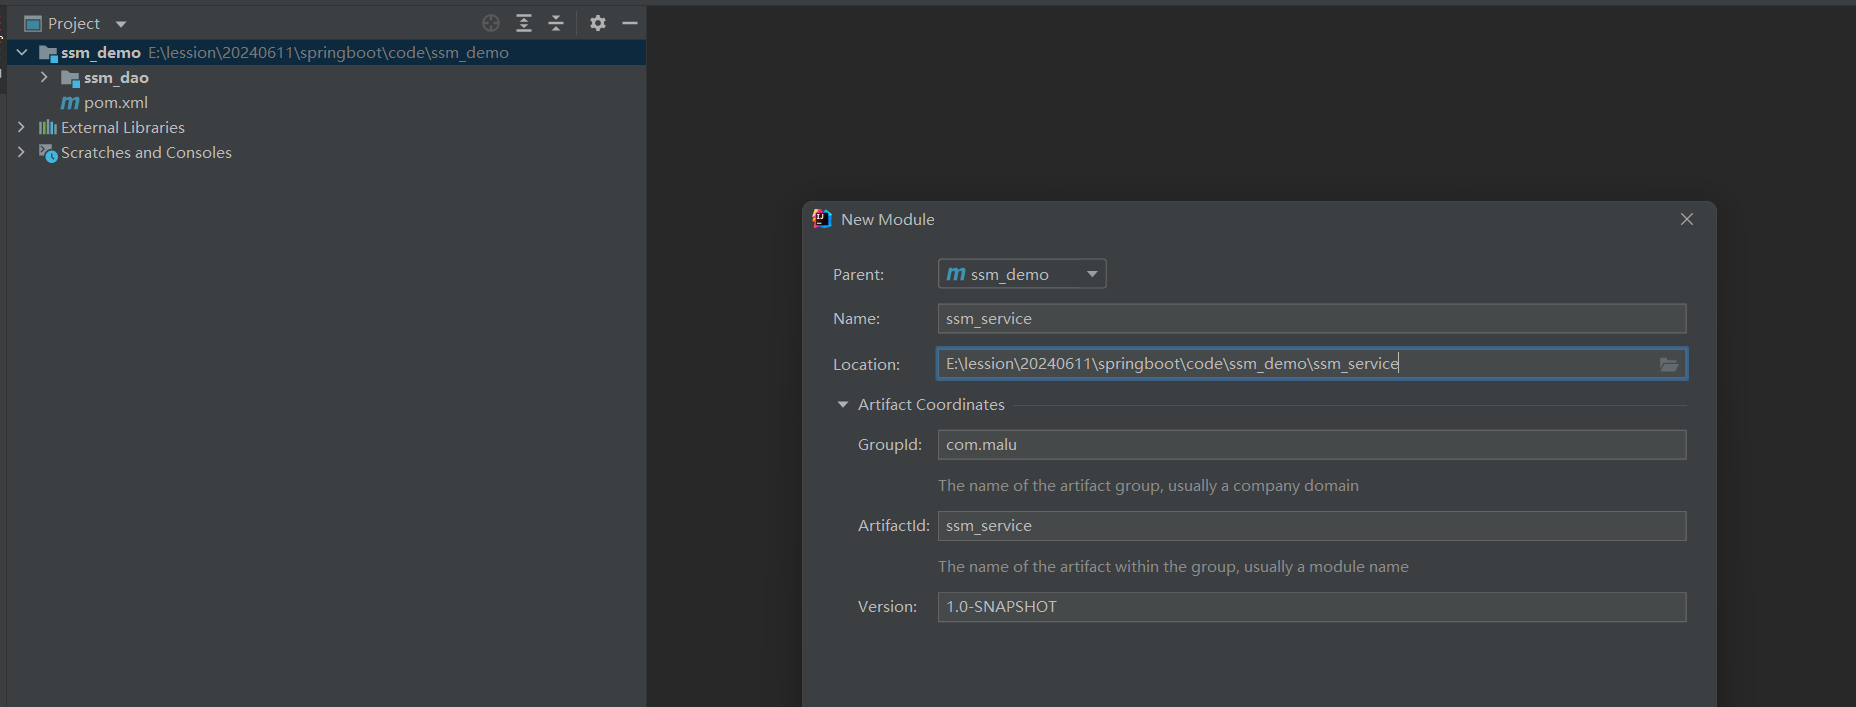 Project
ssm_demo E:\lession\20240611\springboot\code\ssm_demo
ssm_dao
pom.xml
External Libraries
Scratches and Consoles
New Module
Parent: ssm_demo
Name: ssm_service
Location: E:\lession\20240611\springboot\code\ssm_demo\ssm_service
Artifact Coordinates
GroupId: com.malu
The name of the artifact group, usually a company domain
ArtifactId: ssm_service
The name of the artifact within the group, usually a module name
Version: 1.0-SNAPSHOT